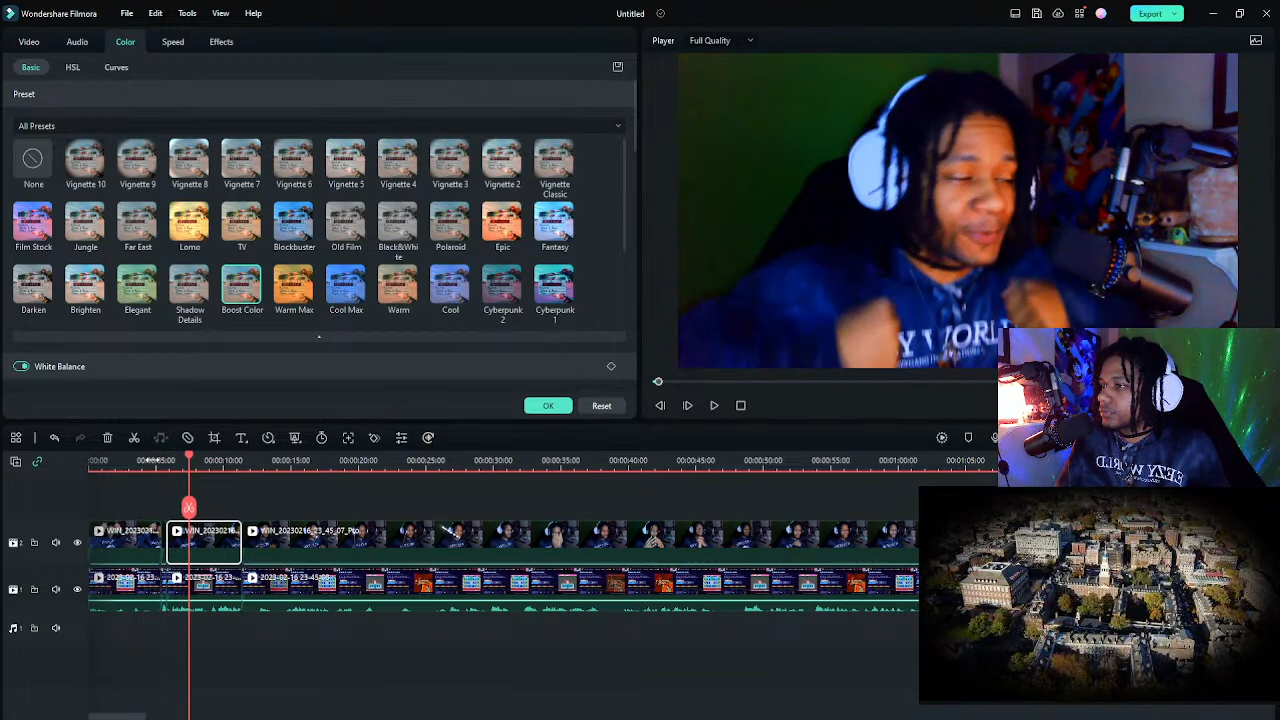 Wondershare Filmora File Edit Tools View Help Untitled Export
Video Audio Color Speed Effects Player Full Quality
Basic HSL Curves
Preset
All Presets
None Vignette 10 Vignette 9 Vignette 8 Vignette 7 Vignette 6 Vignette 5 Vignette 4 Vignette 3 Vignette 2 Vignette Classic
Film Stock Jungle Far East Lomo TV Blockbuster Old Film Black&White Polaroid Epic Fantasy
Darken Brighten Elegant Shadow Details Boost Color Warm Max Cool Max Warm Cool Cyberpunk 2 Cyberpunk 1
White Balance
OK Reset
Y WORL
EEZY WORLD
00:00 00:00:05:00 00:00:10:00 00:00:15:00 00:00:20:00 00:00:25:00 00:00:30:00 00:00:35:00 00:00:40:00 00:00:45:00 00:00:50:00 00:00:55:00 00:01:00:00 00:01:05:00
WIN_2023021... WIN_20230216... WIN_20230216_23_45_07_Pro
2023-02-16 23-... 2023-02-16 23-... 2023-02-16 23-45-06